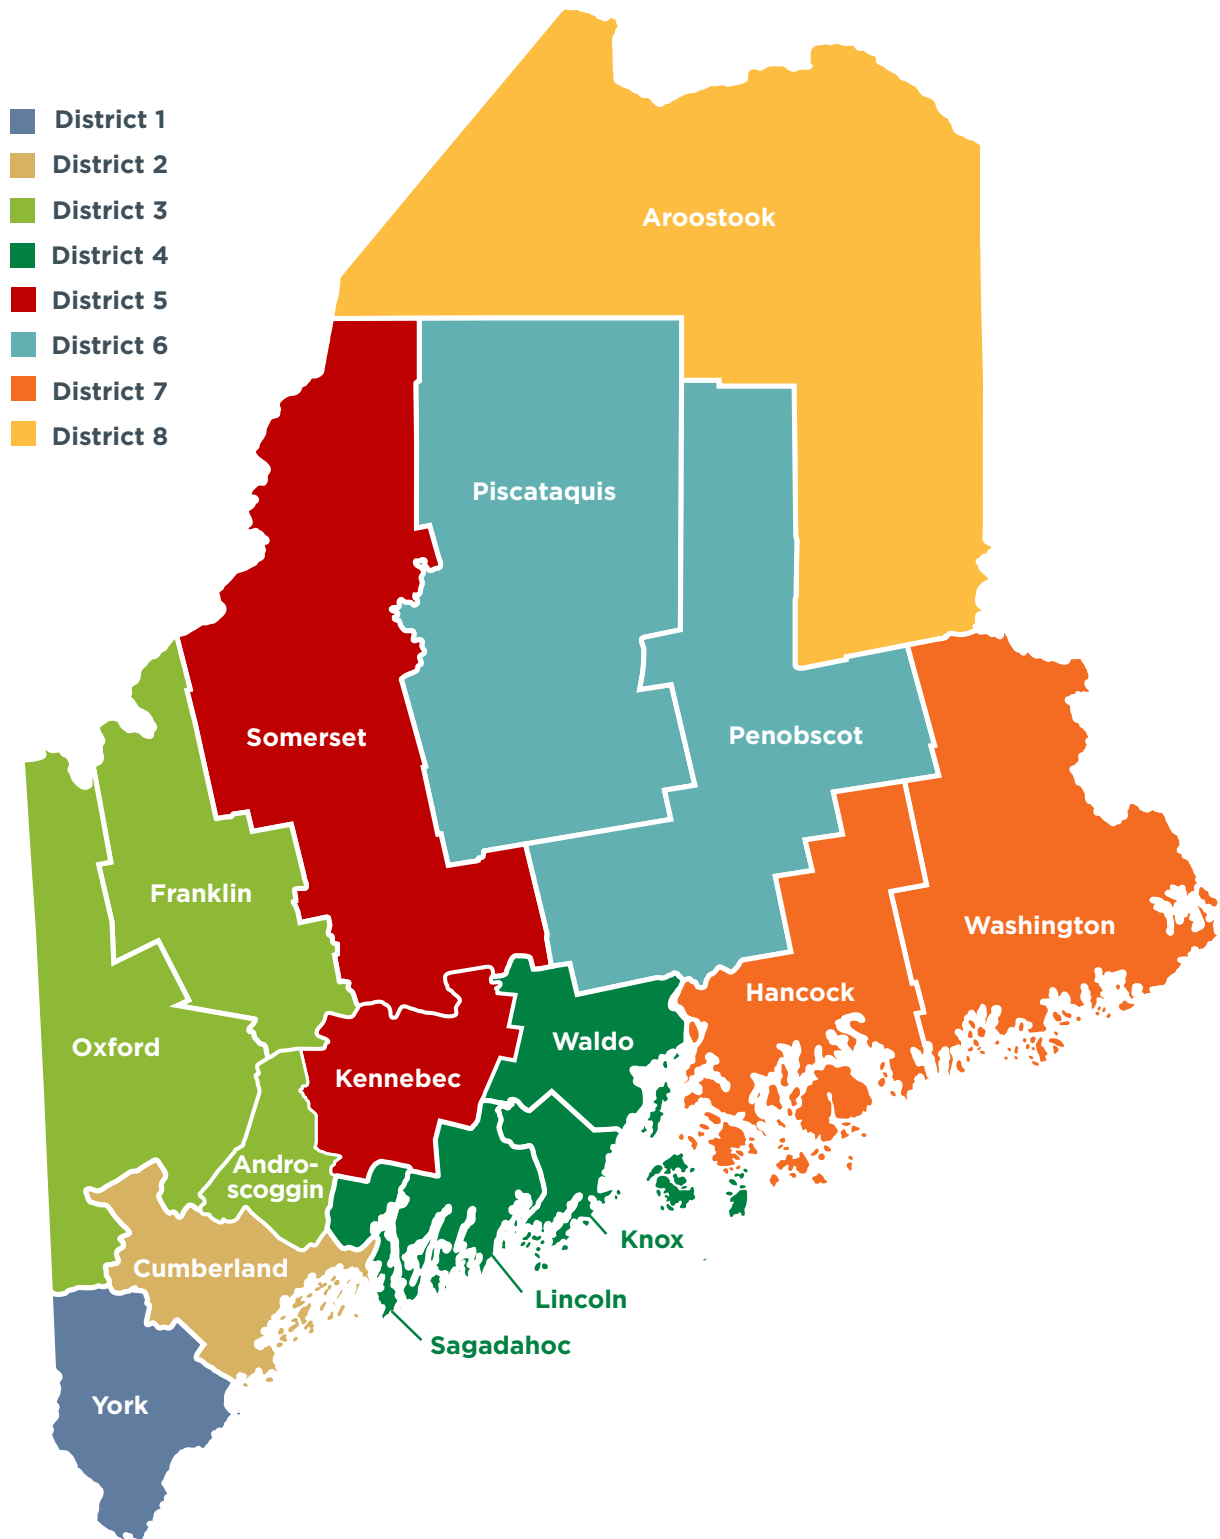 District 1
District 2
District 3
District 4
District 5
District 6
District 7
District 8
Aroostook
Piscataquis
Somerset
Penobscot
Franklin
Washington
Hancock
Oxford
Waldo
Kennebec
Andro-
scoggin
Knox
Cumberland
Lincoln
Sagadahoc
York